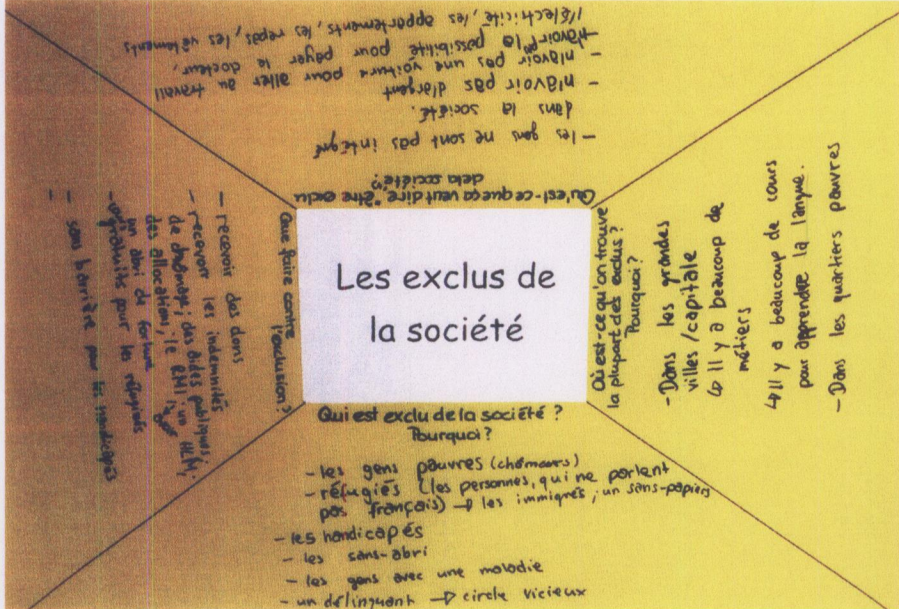 Les exclus de
la société
Qu'est-ce que ça veut dire "être exclu
de la société"?
- les gens ne sont pas intégré
dans la société.
- n'avoir pas d'argent
- n'avoir pas une voiture pour aller au travail
- n'avoir pas la possibilité pour payer le docteur,
l'électricité, les appartements, les repas, les vêtements
Où est-ce qu'on trouve
la plupart des exclus?
Pourquoi?
- Dans les grandes
villes/capitale
↳ Il y a beaucoup de
métiers
↳ Il y a beaucoup de cours
pour apprendre la langue.
- Dans les quartiers pauvres
Qui est exclu de la société?
Pourquoi?
- les gens pauvres (chômeurs)
- réfugiés (les personnes, qui ne parlent
pas français) → les immigrés, un sans-papiers
- les handicapés
- les sans-abri
- les gens avec une maladie
- un délinquant → circle vicieux
Que faire contre
l'exclusion?
- recevoir des dons
- recevoir les indemnités
de chômage; des aides publiques;
des allocation; le RMI; un HLM;
un abri de fortune
gratuits pour les réfugiés
- sans barrière pour les handicapés
-